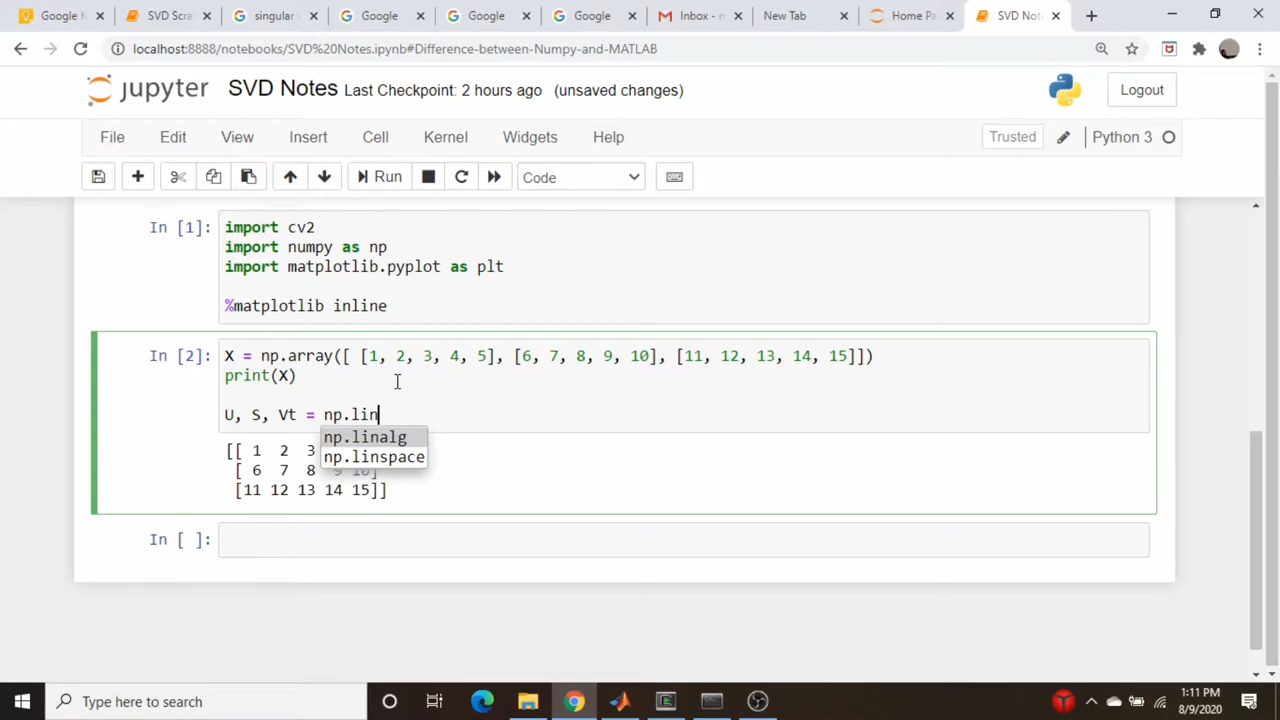 Google K
SVD Scra
singular
Google
Google
Google
Inbox - m
New Tab
Home Pa
SVD Note
localhost:8888/notebooks/SVD%20Notes.ipynb#Difference-between-Numpy-and-MATLAB
jupyter SVD Notes Last Checkpoint: 2 hours ago (unsaved changes) Logout
File Edit View Insert Cell Kernel Widgets Help Trusted Python 3
Run Code
In [1]: import cv2
import numpy as np
import matplotlib.pyplot as plt
%matplotlib inline
In [2]: X = np.array([ [1, 2, 3, 4, 5], [6, 7, 8, 9, 10], [11, 12, 13, 14, 15]])
print(X)
U, S, Vt = np.lin
np.linalg
np.linspace
[[ 1 2 3
[ 6 7 8 9 10]
[11 12 13 14 15]]
In [ ]:
Type here to search
1:11 PM
8/9/2020